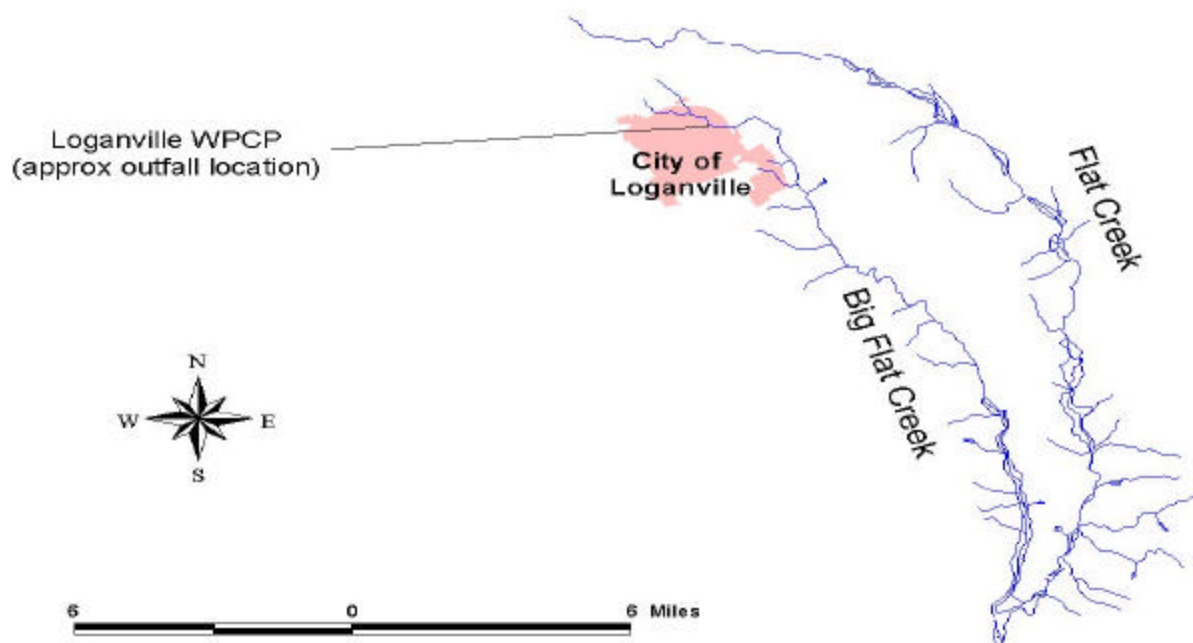 Loganville WPCP
(approx outfall location)
City of
Loganville
Flat Creek
Big Flat Creek
N
W E
S
6 0 6 Miles